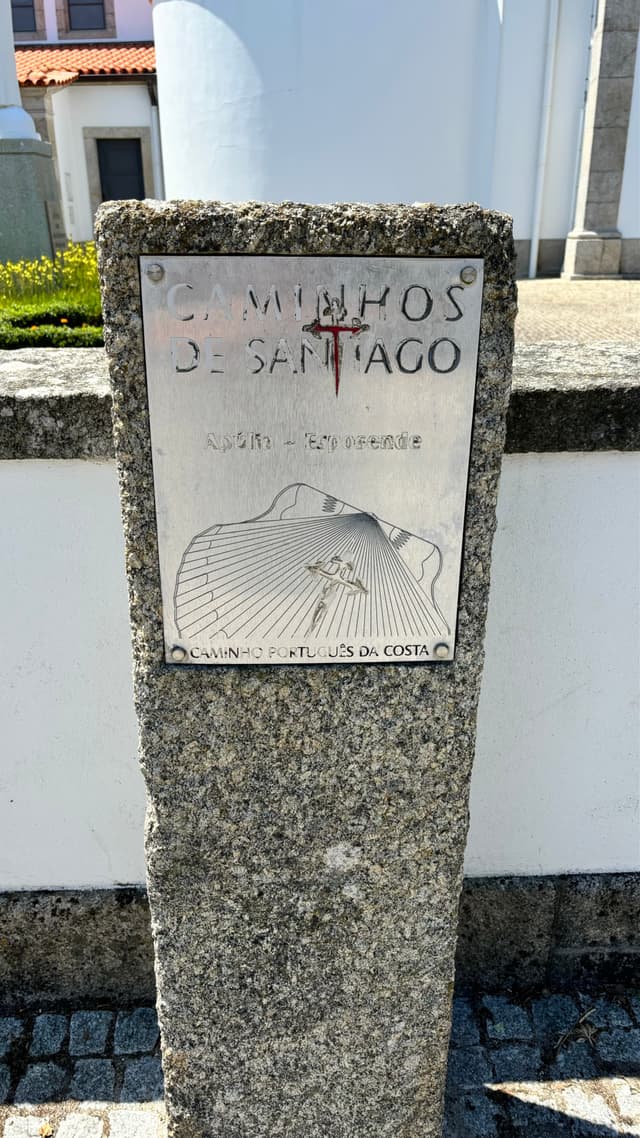 CAMINHOS
DE SANTIAGO
Apúlia - Esposende
CAMINHO PORTUGUÊS DA COSTA